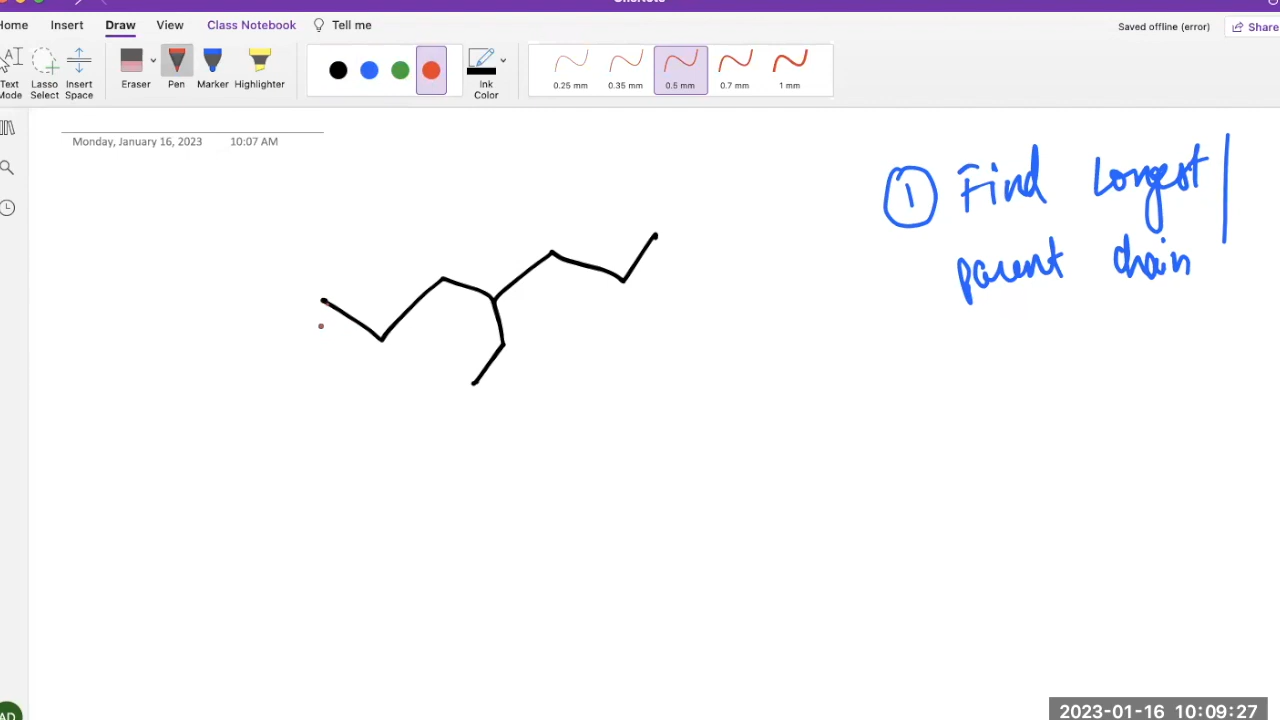 OneNote
Home Insert Draw View Class Notebook Tell me
Saved offline (error) Share
Text Mode
Lasso Select
Insert Space
Eraser
Pen
Marker
Highlighter
Ink Color
0.25 mm 0.35 mm 0.5 mm 0.7 mm 1 mm
Monday, January 16, 2023 10:07 AM
1 Find longest
parent chain
AD
2023-01-16 10:09:27